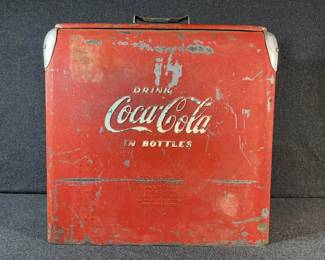 DRINK
Coca-Cola
IN BOTTLES